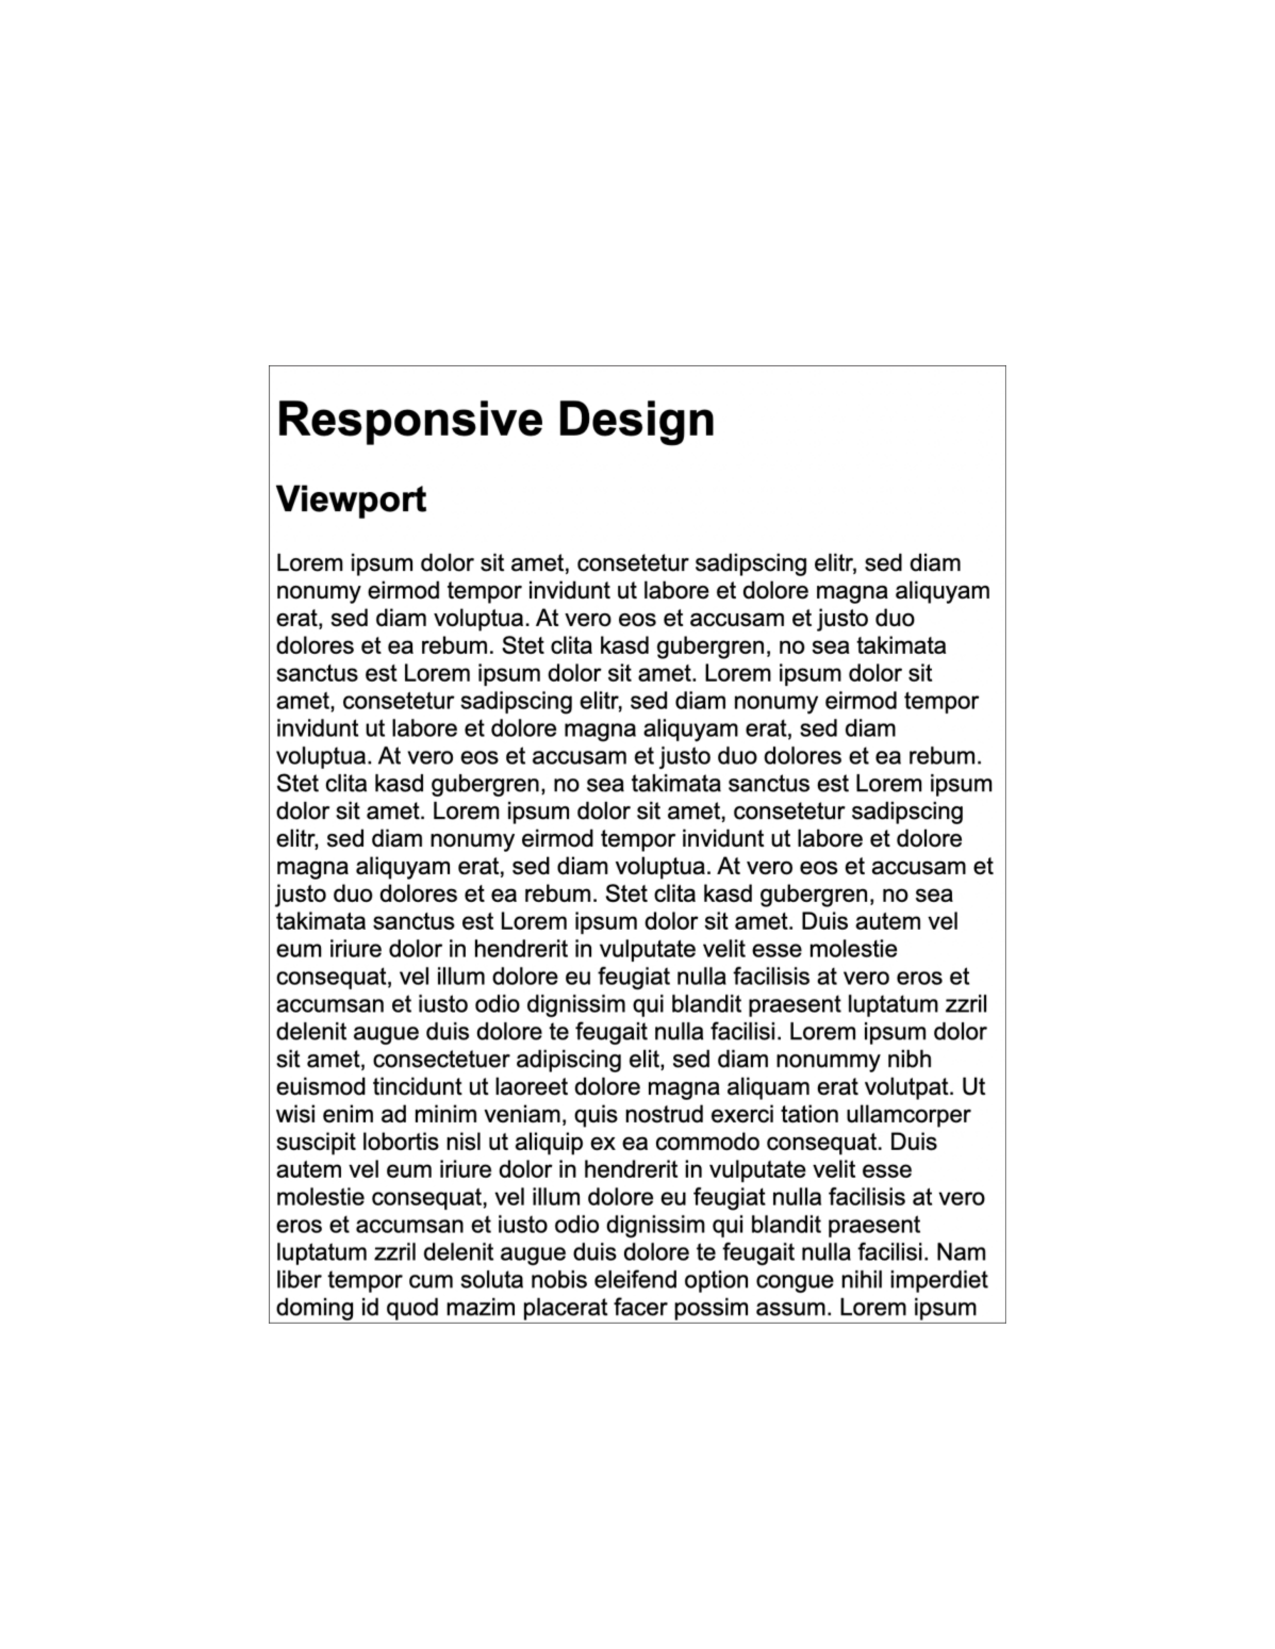 Responsive Design
Viewport
Lorem ipsum dolor sit amet, consetetur sadipscing elitr, sed diam
nonumy eirmod tempor invidunt ut labore et dolore magna aliquyam
erat, sed diam voluptua. At vero eos et accusam et justo duo
dolores et ea rebum. Stet clita kasd gubergren, no sea takimata
sanctus est Lorem ipsum dolor sit amet. Lorem ipsum dolor sit
amet, consetetur sadipscing elitr, sed diam nonumy eirmod tempor
invidunt ut labore et dolore magna aliquyam erat, sed diam
voluptua. At vero eos et accusam et justo duo dolores et ea rebum.
Stet clita kasd gubergren, no sea takimata sanctus est Lorem ipsum
dolor sit amet. Lorem ipsum dolor sit amet, consetetur sadipscing
elitr, sed diam nonumy eirmod tempor invidunt ut labore et dolore
magna aliquyam erat, sed diam voluptua. At vero eos et accusam et
justo duo dolores et ea rebum. Stet clita kasd gubergren, no sea
takimata sanctus est Lorem ipsum dolor sit amet. Duis autem vel
eum iriure dolor in hendrerit in vulputate velit esse molestie
consequat, vel illum dolore eu feugiat nulla facilisis at vero eros et
accumsan et iusto odio dignissim qui blandit praesent luptatum zzril
delenit augue duis dolore te feugait nulla facilisi. Lorem ipsum dolor
sit amet, consectetuer adipiscing elit, sed diam nonummy nibh
euismod tincidunt ut laoreet dolore magna aliquam erat volutpat. Ut
wisi enim ad minim veniam, quis nostrud exerci tation ullamcorper
suscipit lobortis nisl ut aliquip ex ea commodo consequat. Duis
autem vel eum iriure dolor in hendrerit in vulputate velit esse
molestie consequat, vel illum dolore eu feugiat nulla facilisis at vero
eros et accumsan et iusto odio dignissim qui blandit praesent
luptatum zzril delenit augue duis dolore te feugait nulla facilisi. Nam
liber tempor cum soluta nobis eleifend option congue nihil imperdiet
doming id quod mazim placerat facer possim assum. Lorem ipsum